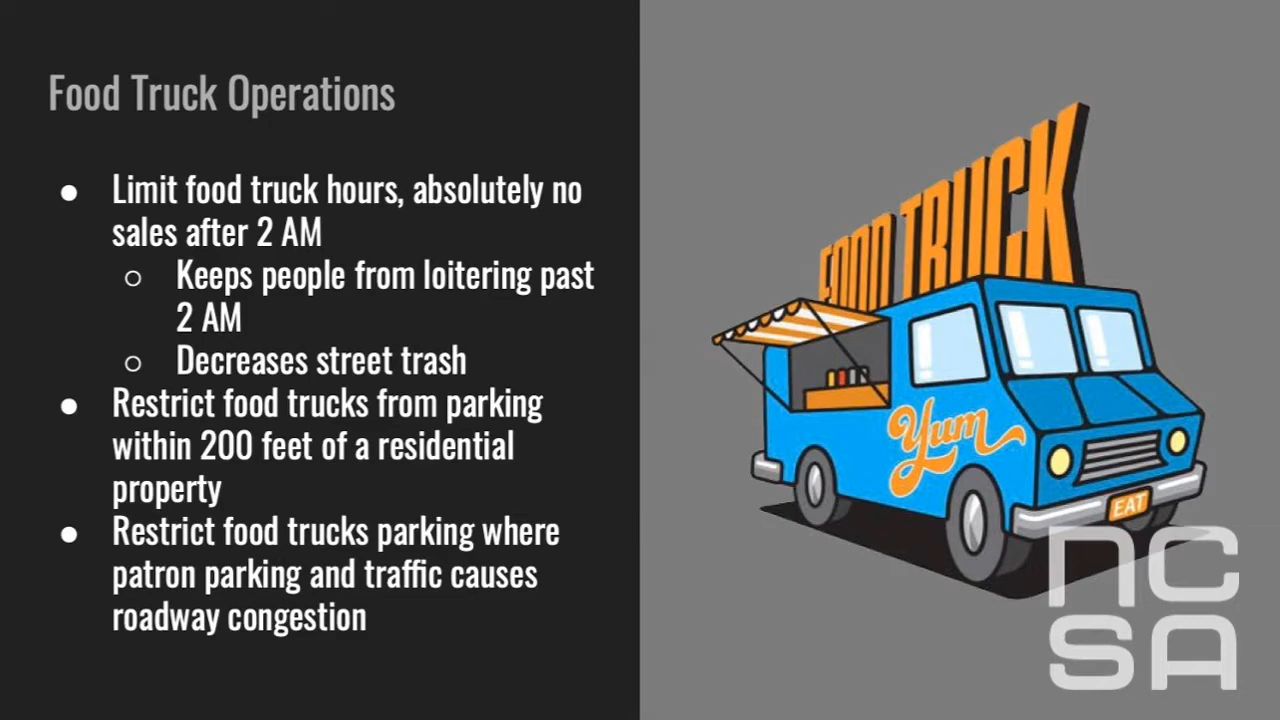 Food Truck Operations
● Limit food truck hours, absolutely no
sales after 2 AM
○ Keeps people from loitering past
2 AM
○ Decreases street trash
● Restrict food trucks from parking
within 200 feet of a residential
property
● Restrict food trucks parking where
patron parking and traffic causes
roadway congestion
FOOD TRUCK
Yum
EAT
NC
SA